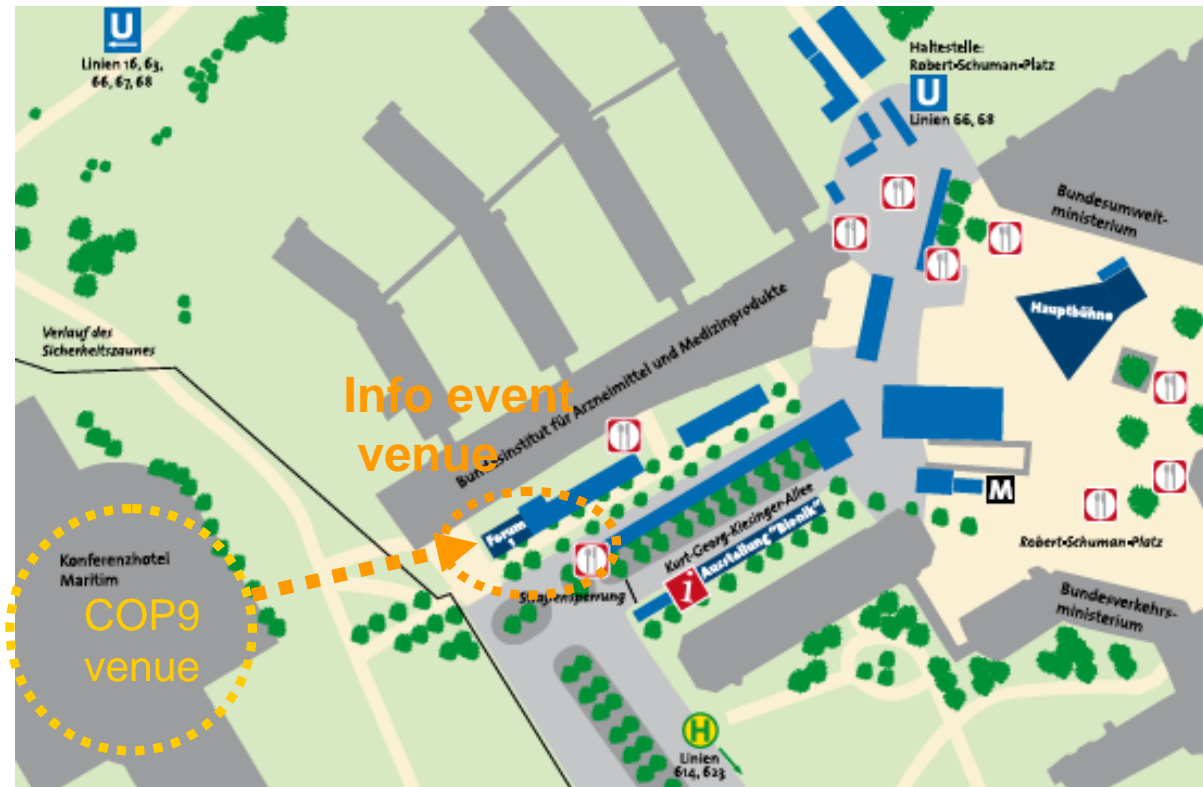 U
Linien 16, 63,
66, 67, 68
Haltestelle:
Robert-Schuman-Platz
U
Linien 66, 68
Bundesumwelt-
ministerium
Hauptbühne
Verlauf des
Sicherheitszaunes
Bundesinstitut für Arzneimittel und Medizinprodukte
Info event
venue
Forum
1
Kurt-Georg-Kiesinger-Allee
Ausstellung "Bionik"
i
M
Robert-Schuman-Platz
Konferenzhotel
Maritim
COP9
venue
Straßensperrung
Bundesverkehrs-
ministerium
H
Linien
614, 623